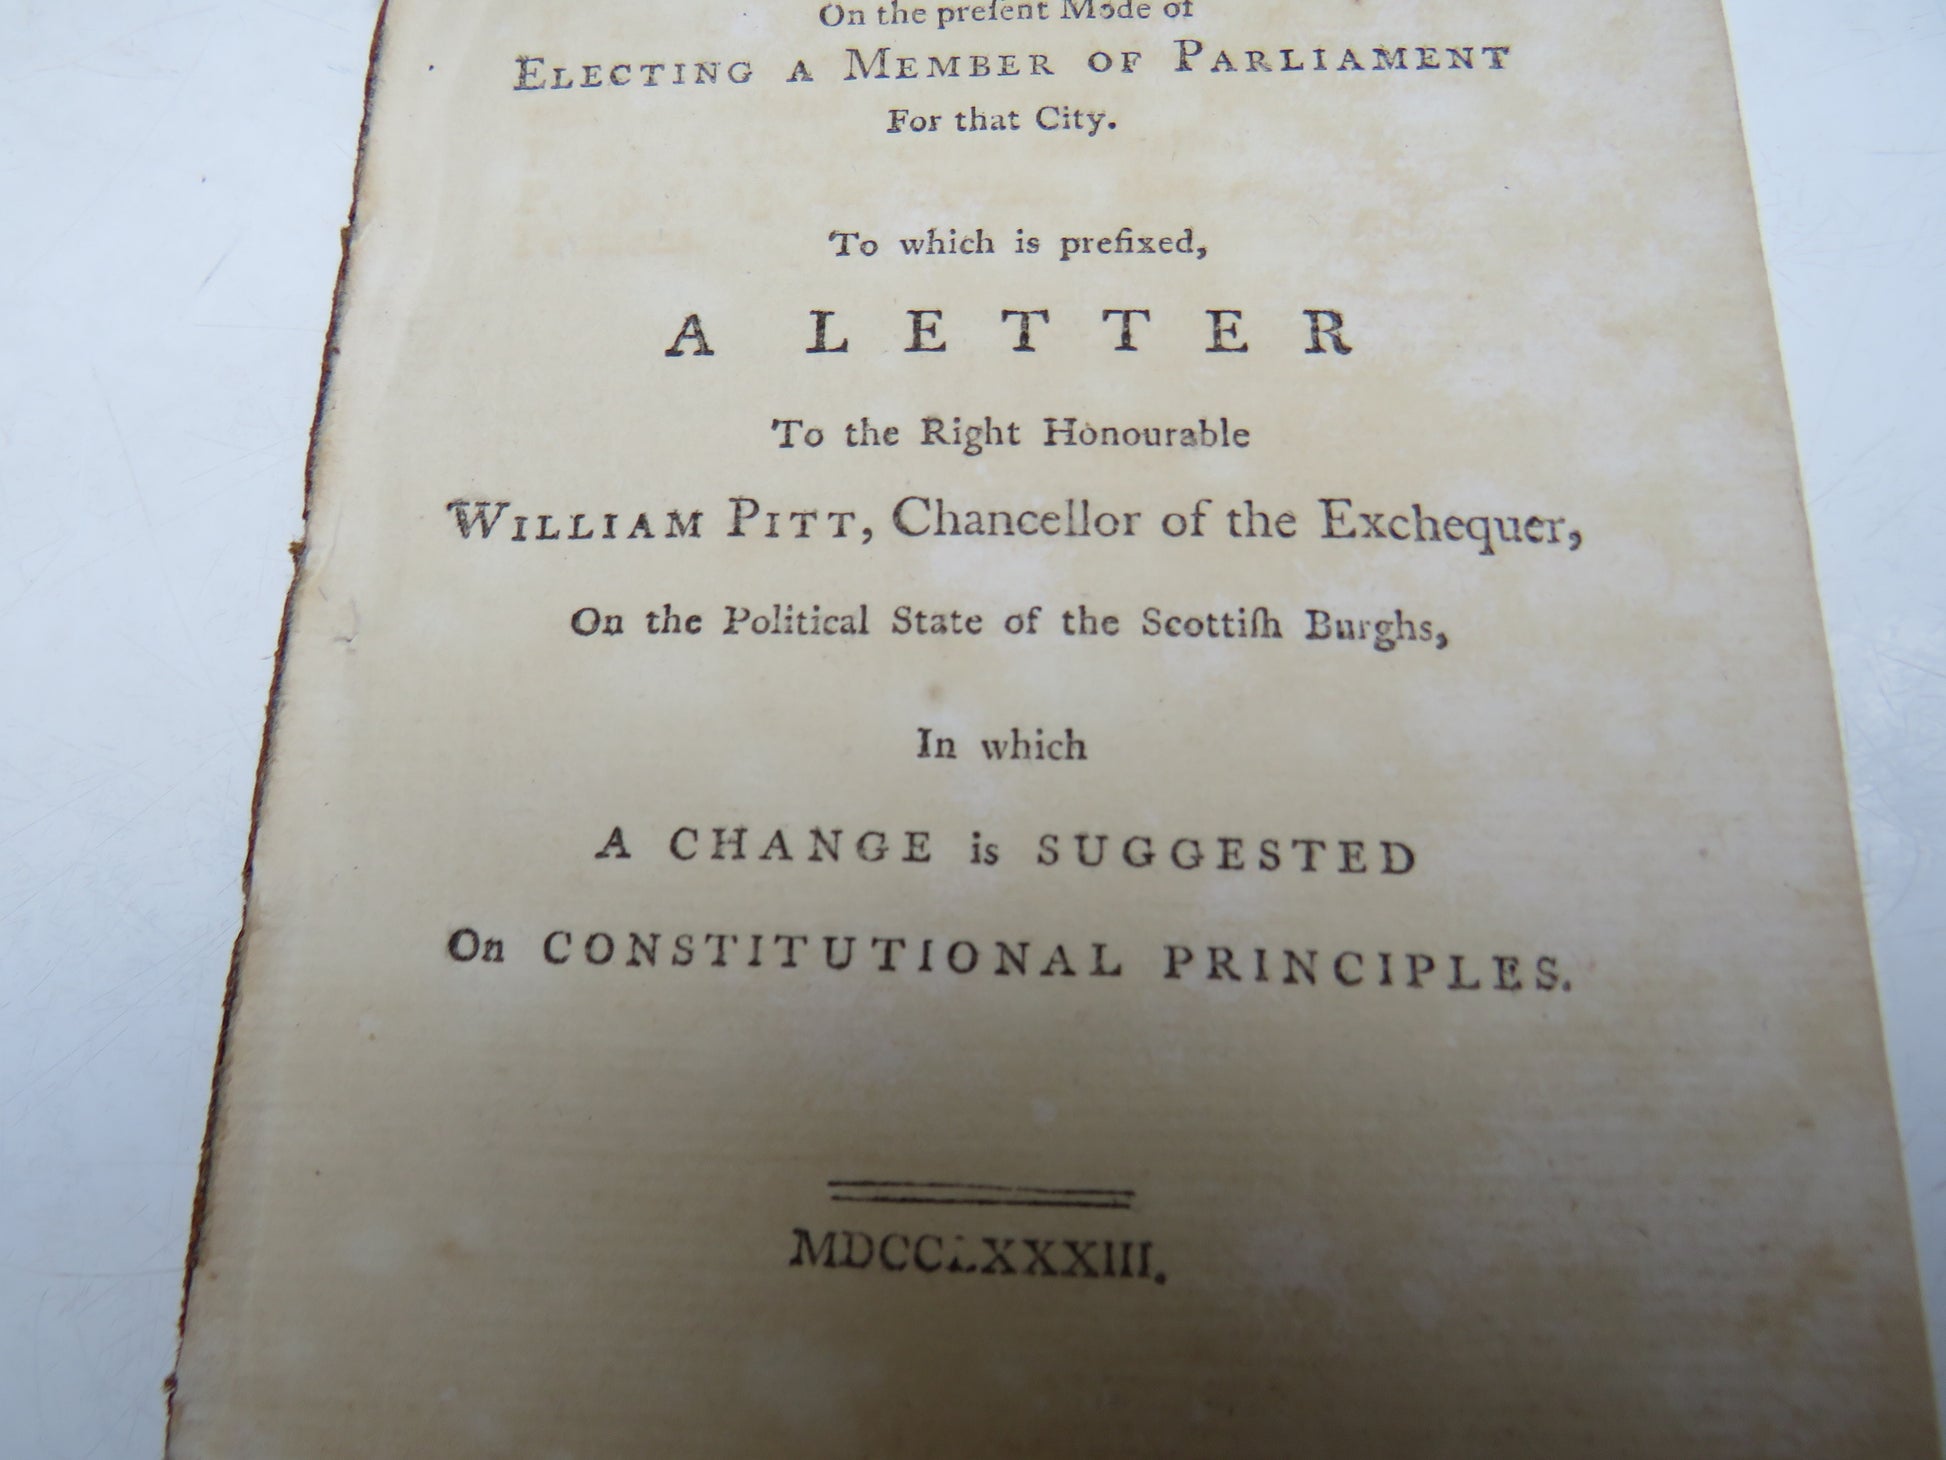 On the preſent Mode of
ELECTING A MEMBER OF PARLIAMENT
For that City.
To which is prefixed,
A LETTER
To the Right Honourable
WILLIAM PITT, Chancellor of the Exchequer,
On the Political State of the Scottiſh Burghs,
In which
A CHANGE is SUGGESTED
On CONSTITUTIONAL PRINCIPLES.
MDCCLXXXIII.